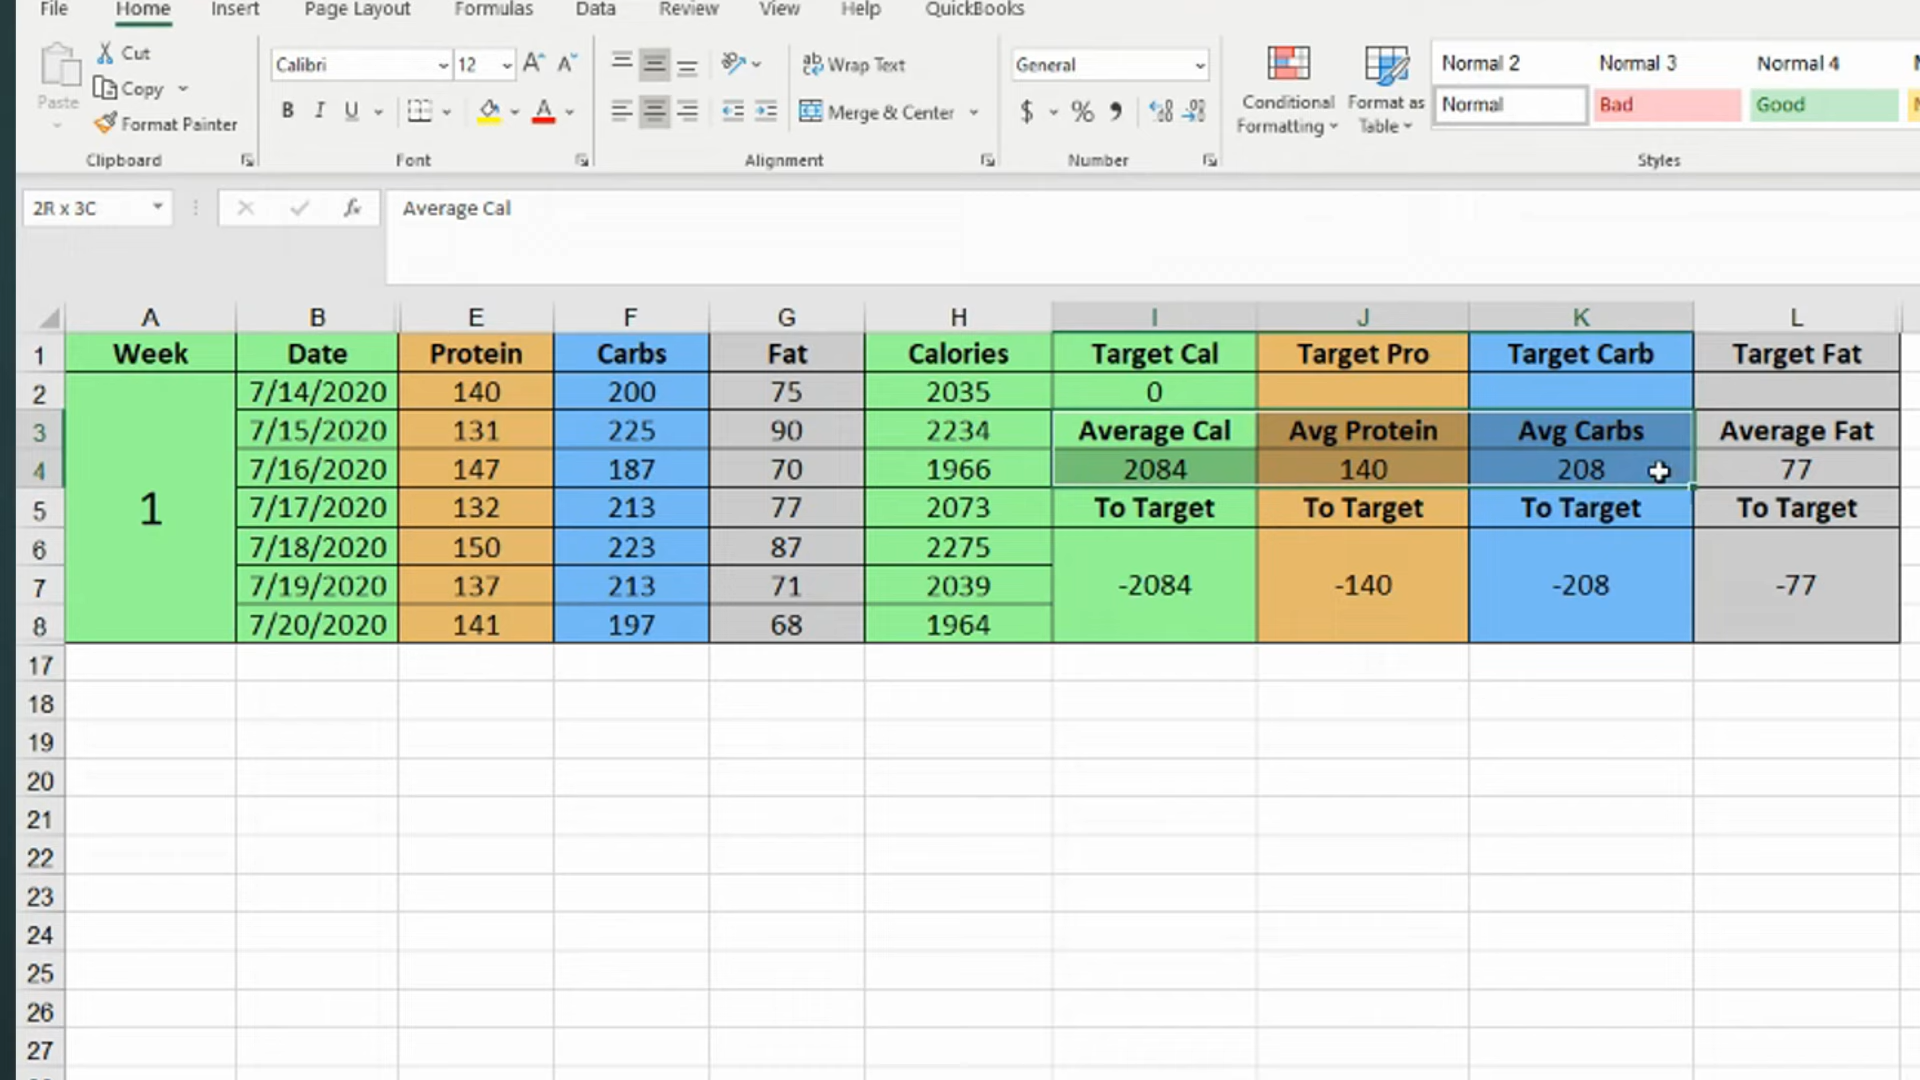 File Home Insert Page Layout Formulas Data Review View Help QuickBooks
Paste Cut Calibri 12 Wrap Text General Conditional Formatting Format as Table Normal 2 Normal 3 Normal 4
Copy B I U Merge & Center $ % Normal Bad Good
Format Painter
Clipboard Font Alignment Number Styles
2R x 3C fx Average Cal
A B E F G H I J K L
1 Week Date Protein Carbs Fat Calories Target Cal Target Pro Target Carb Target Fat
2 7/14/2020 140 200 75 2035 0
3 7/15/2020 131 225 90 2234 Average Cal Avg Protein Avg Carbs Average Fat
4 7/16/2020 147 187 70 1966 2084 140 208 77
5 1 7/17/2020 132 213 77 2073 To Target To Target To Target To Target
6 7/18/2020 150 223 87 2275
7 7/19/2020 137 213 71 2039 -2084 -140 -208 -77
8 7/20/2020 141 197 68 1964
17
18
19
20
21
22
23
24
25
26
27